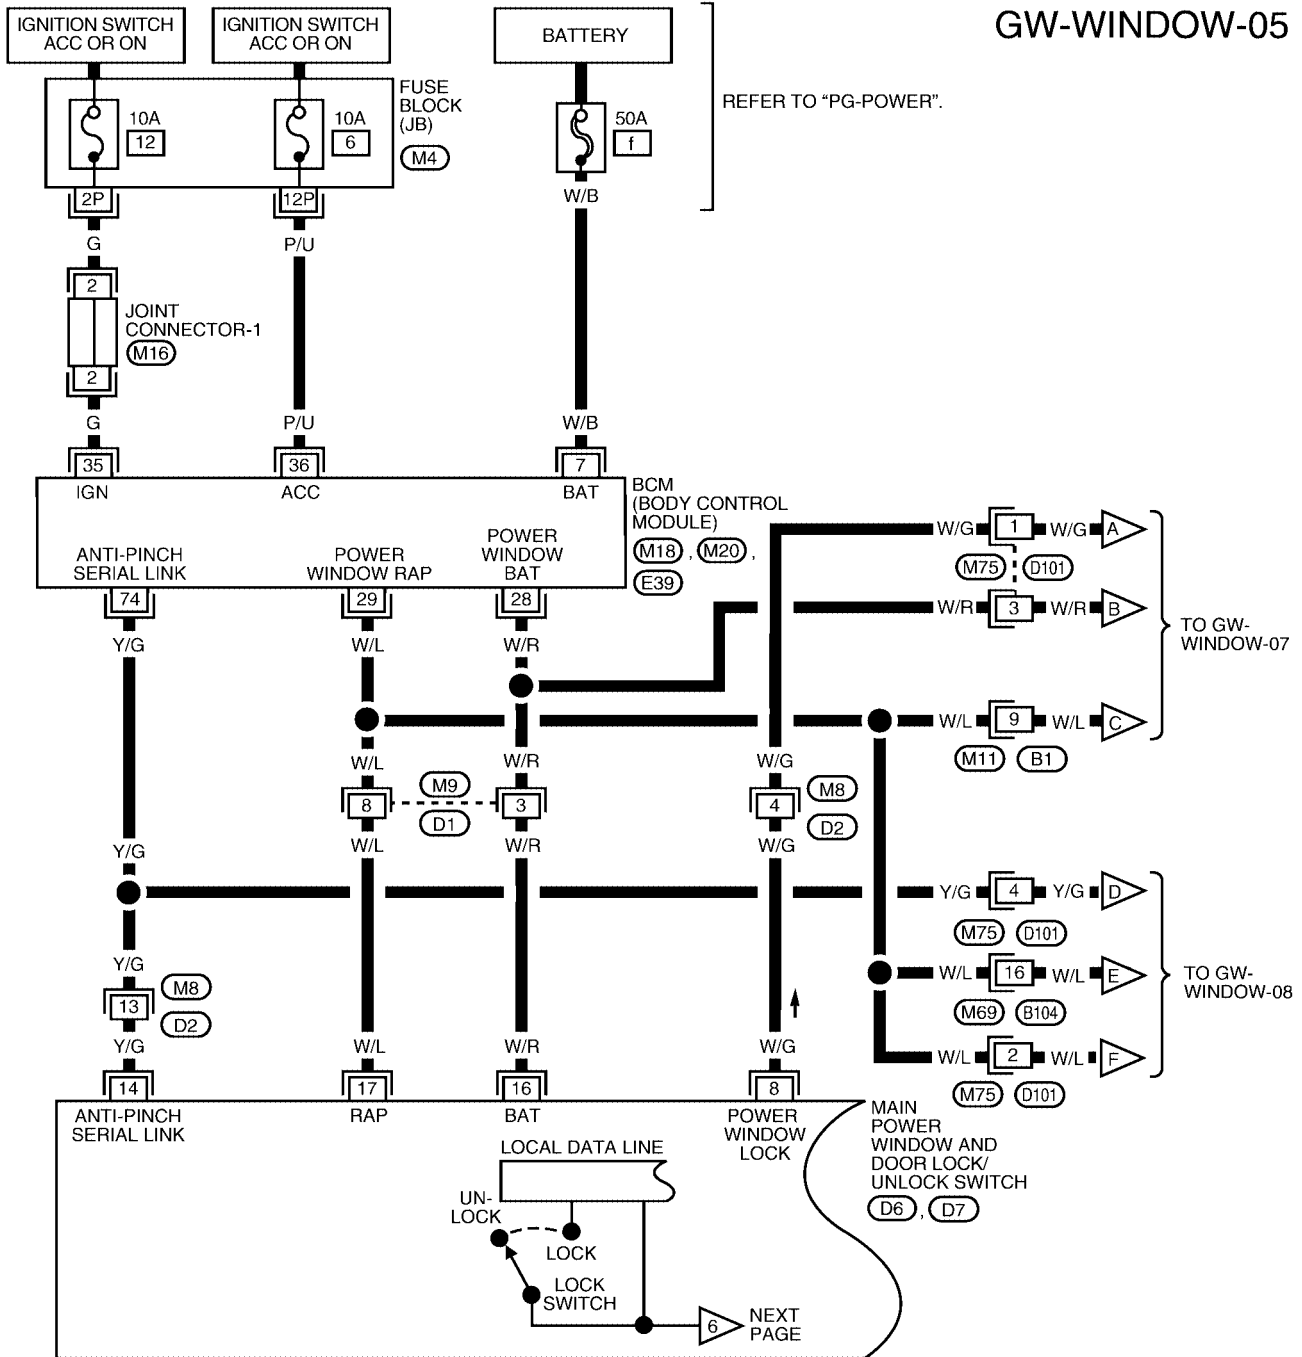 GW-WINDOW-05
IGNITION SWITCH
ACC OR ON
IGNITION SWITCH
ACC OR ON
BATTERY
REFER TO “PG-POWER”.
FUSE
BLOCK
(JB)
M4
10A
12
10A
6
50A
f
2P
12P
W/B
G
P/U
2
JOINT
CONNECTOR-1
M16
2
G
P/U
W/B
35
36
7
IGN
ACC
BAT
BCM
(BODY CONTROL
MODULE)
M18 , M20 ,
E39
ANTI-PINCH
SERIAL LINK
POWER
WINDOW RAP
POWER
WINDOW
BAT
74
29
28
Y/G
W/L
W/R
W/G
1
W/G
A
M75
D101
W/R
3
W/R
B
TO GW-
WINDOW-07
W/L
9
W/L
C
M11
B1
W/L
W/R
W/G
8
M9
D1
3
4
M8
D2
W/L
W/R
W/G
Y/G
Y/G
4
Y/G
D
M75
D101
Y/G
W/L
16
W/L
E
TO GW-
WINDOW-08
M69
B104
13
M8
D2
Y/G
W/L
W/R
W/G
W/L
2
W/L
F
M75
D101
14
17
16
8
ANTI-PINCH
SERIAL LINK
RAP
BAT
POWER
WINDOW
LOCK
MAIN
POWER
WINDOW AND
DOOR LOCK/
UNLOCK SWITCH
D6 , D7
LOCAL DATA LINE
UN-
LOCK
LOCK
LOCK
SWITCH
6
NEXT
PAGE